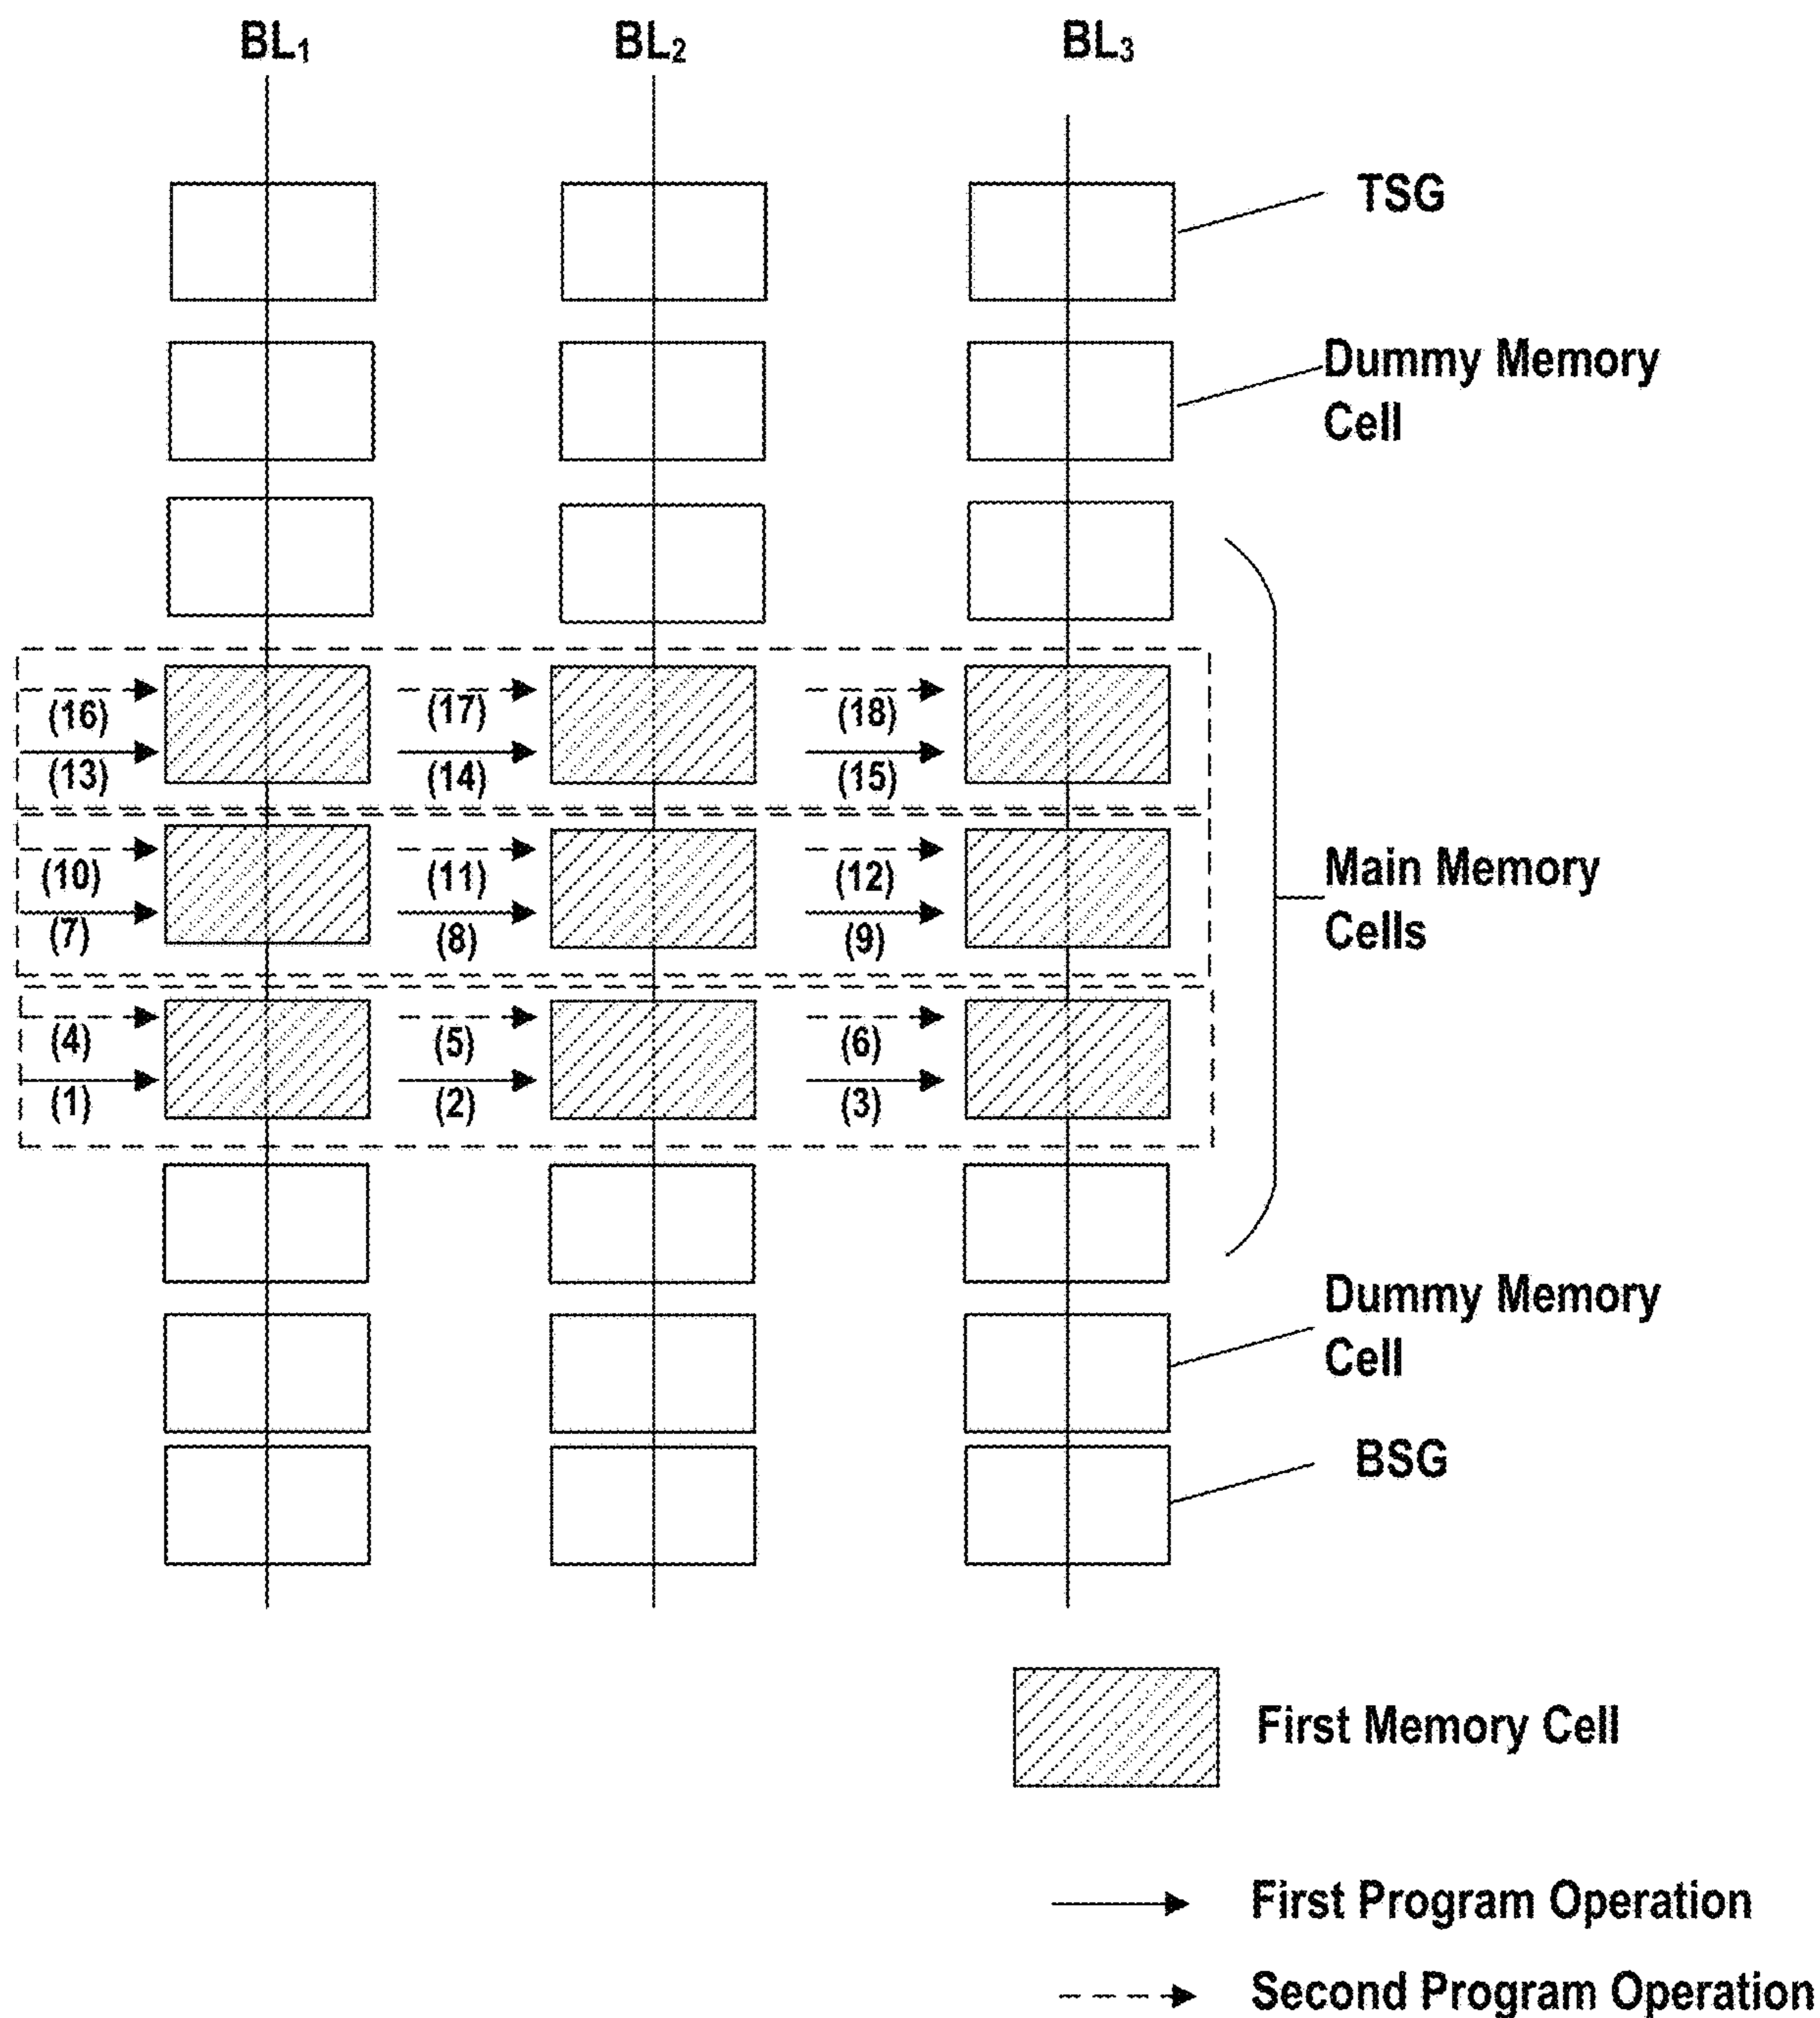 BL₁ BL₂ BL₃
TSG
Dummy Memory
Cell
(16) (17) (18)
(13) (14) (15)
(10) (11) (12)
(7) (8) (9)
Main Memory
Cells
(4) (5) (6)
(1) (2) (3)
Dummy Memory
Cell
BSG
First Memory Cell
First Program Operation
Second Program Operation